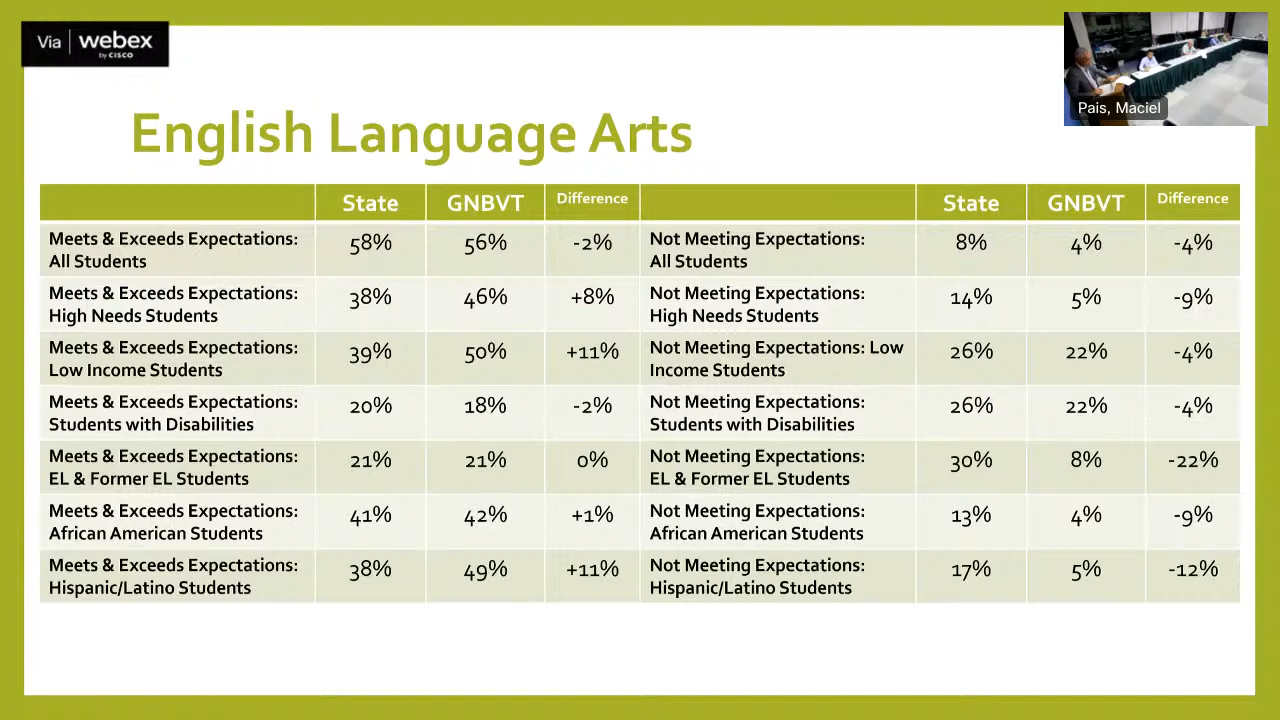 Via webex
by CISCO
Pais, Maciel
English Language Arts
State GNBVT Difference State GNBVT Difference
Meets & Exceeds Expectations:
All Students
58% 56% -2%
Not Meeting Expectations:
All Students
8% 4% -4%
Meets & Exceeds Expectations:
High Needs Students
38% 46% +8%
Not Meeting Expectations:
High Needs Students
14% 5% -9%
Meets & Exceeds Expectations:
Low Income Students
39% 50% +11%
Not Meeting Expectations: Low
Income Students
26% 22% -4%
Meets & Exceeds Expectations:
Students with Disabilities
20% 18% -2%
Not Meeting Expectations:
Students with Disabilities
26% 22% -4%
Meets & Exceeds Expectations:
EL & Former EL Students
21% 21% 0%
Not Meeting Expectations:
EL & Former EL Students
30% 8% -22%
Meets & Exceeds Expectations:
African American Students
41% 42% +1%
Not Meeting Expectations:
African American Students
13% 4% -9%
Meets & Exceeds Expectations:
Hispanic/Latino Students
38% 49% +11%
Not Meeting Expectations:
Hispanic/Latino Students
17% 5% -12%